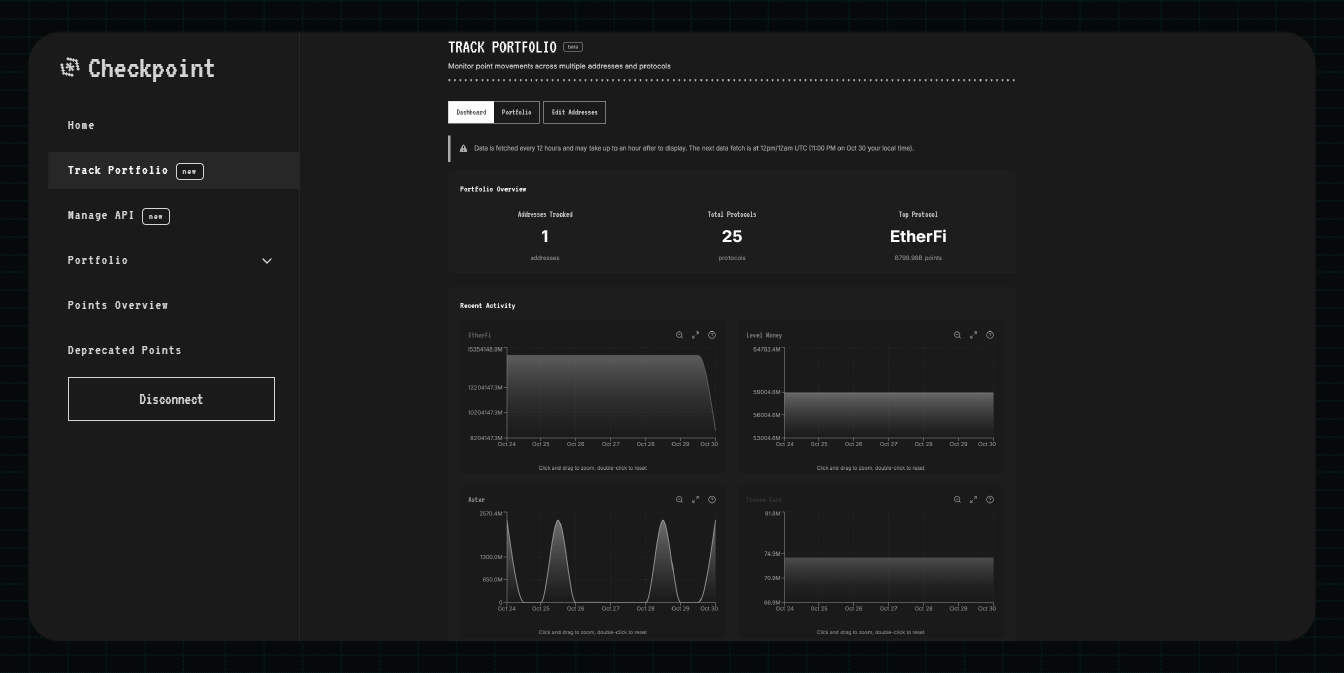 Checkpoint
Home
Track Portfolio new
Manage API new
Portfolio
Points Overview
Deprecated Points
Disconnect
TRACK PORTFOLIO beta
Monitor point movements across multiple addresses and protocols
Dashboard Portfolio Edit Addresses
Data is fetched every 12 hours and may take up to an hour after to display. The next data fetch is at 12pm/12am UTC (11:00 PM on Oct 30 your local time).
Portfolio Overview
Addresses Tracked Total Protocols Top Protocol
1 25 EtherFi
addresses protocols 8799.98B points
Recent Activity
EtherFi
15354148.9M
12204147.3M
10204147.3M
8204147.3M
Oct 24 Oct 25 Oct 26 Oct 27 Oct 28 Oct 29 Oct 30
Click and drag to zoom, double-click to reset
Level Money
64763.4M
59004.6M
56004.6M
53004.6M
Oct 24 Oct 25 Oct 26 Oct 27 Oct 28 Oct 29 Oct 30
Click and drag to zoom, double-click to reset
Aster
2570.4M
1300.0M
650.0M
0
Oct 24 Oct 25 Oct 26 Oct 27 Oct 28 Oct 29 Oct 30
Click and drag to zoom, double-click to reset
81.8M
74.9M
70.9M
66.9M
Oct 24 Oct 25 Oct 26 Oct 27 Oct 28 Oct 29 Oct 30
Click and drag to zoom, double-click to reset